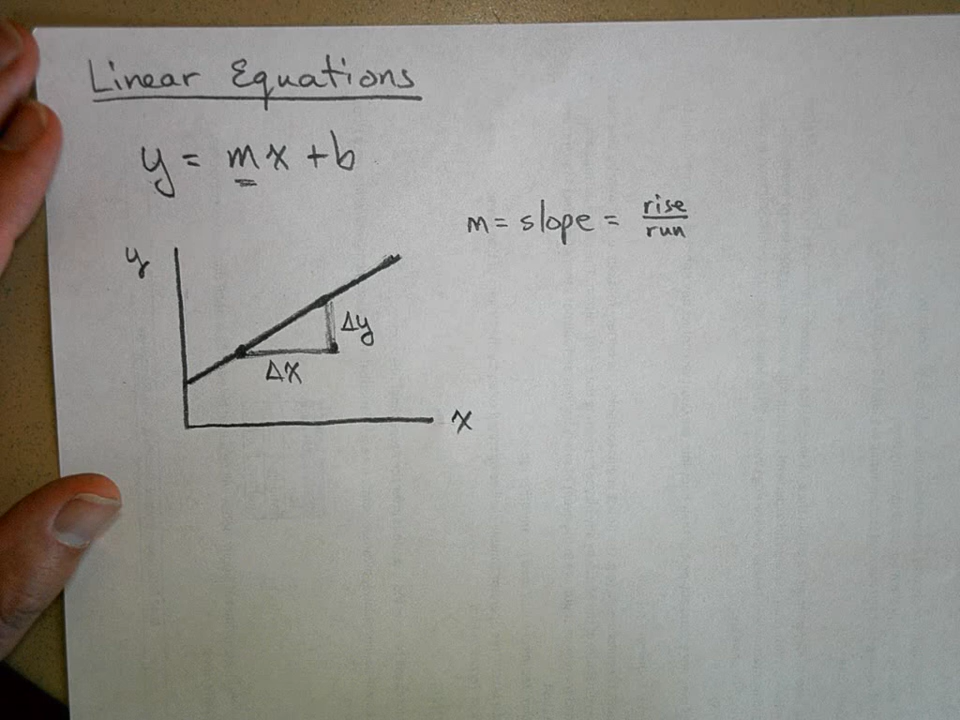 Linear Equations
y = mx + b
m = slope = rise/run
y
Δy
Δx
x